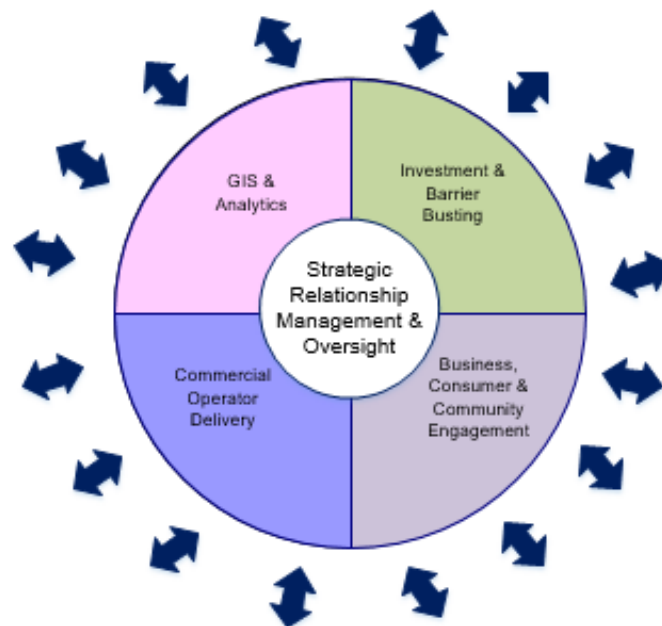 GIS &
Analytics
Investment &
Barrier
Busting
Strategic
Relationship
Management &
Oversight
Commercial
Operator
Delivery
Business,
Consumer &
Community
Engagement